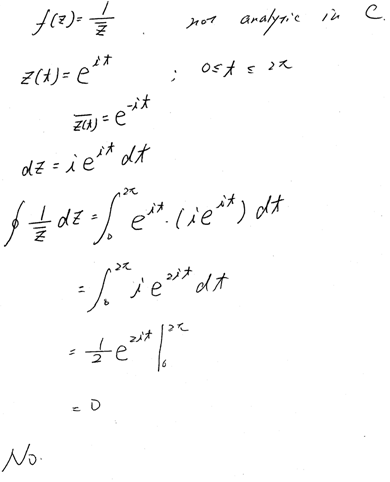 f(z) = 1/z̅ . not analytic in C.
z(t) = e^{it} ; 0 ≤ t ≤ 2π
\overline{z(t)} = e^{-it}
dz = i e^{it} dt
∮ 1/z̅ dz = ∫_0^{2π} e^{it} · (i e^{it}) dt
= ∫_0^{2π} i e^{2it} dt
= 1/2 e^{2it} |_0^{2π}
= 0
No.